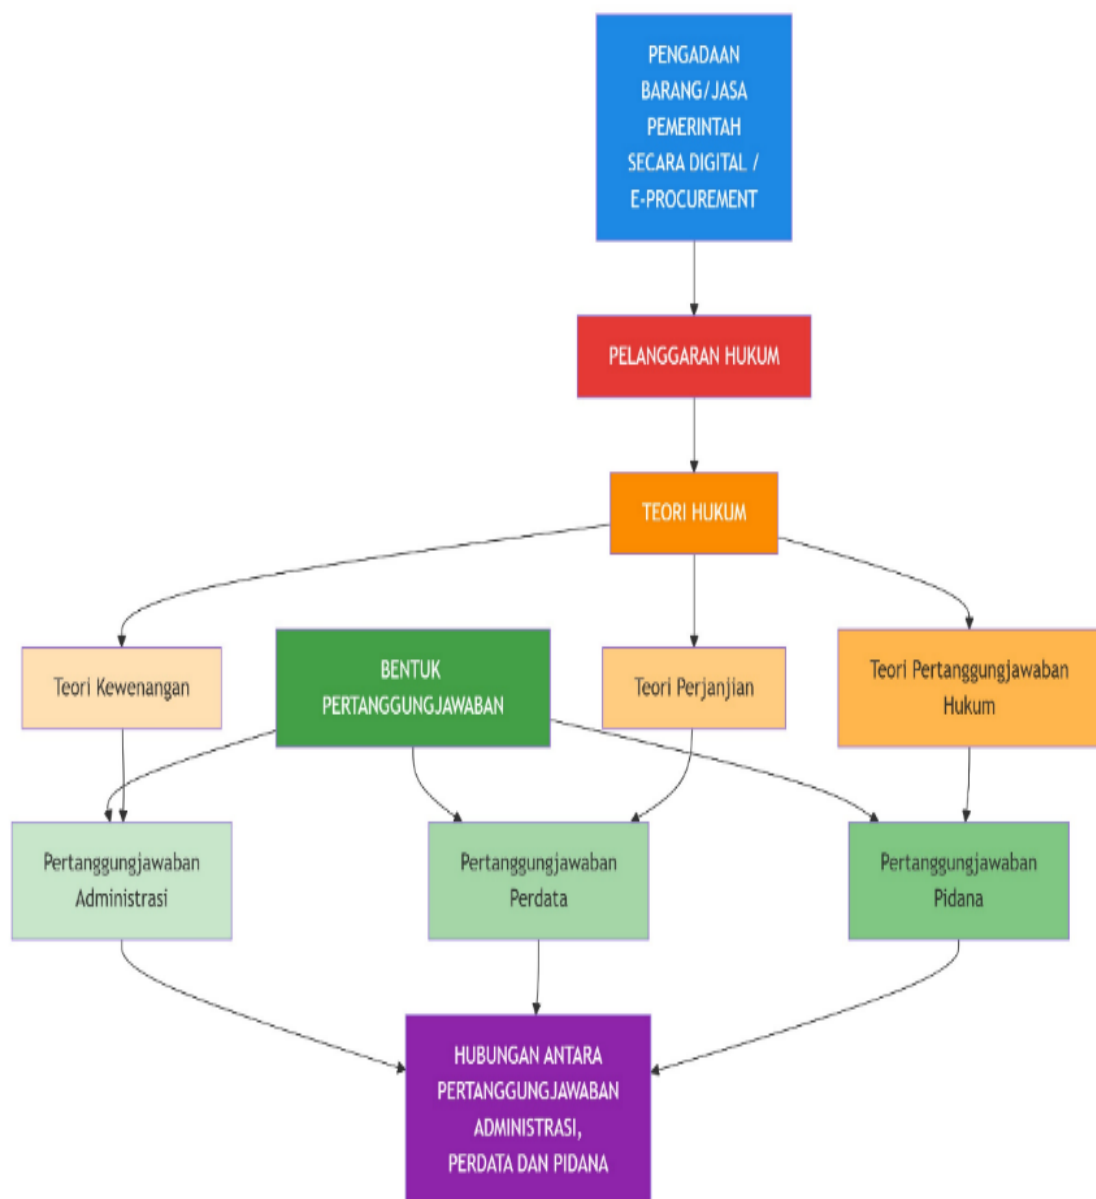 PENGADAAN
BARANG/JASA
PEMERINTAH
SECARA DIGITAL /
E-PROCUREMENT
PELANGGARAN HUKUM
TEORI HUKUM
Teori Kewenangan
BENTUK
PERTANGGUNGJAWABAN
Teori Perjanjian
Teori Pertanggungjawaban
Hukum
Pertanggungjawaban
Administrasi
Pertanggungjawaban
Perdata
Pertanggungjawaban
Pidana
HUBUNGAN ANTARA
PERTANGGUNGJAWABAN
ADMINISTRASI,
PERDATA DAN PIDANA